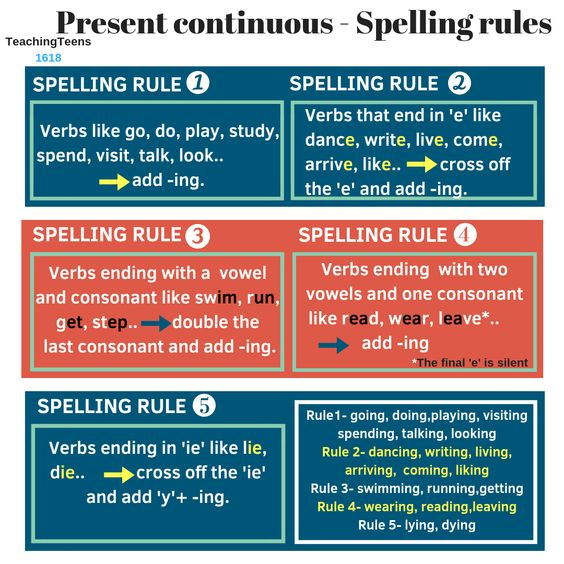 Present continuous - Spelling rules
TeachingTeens
1618
SPELLING RULE 1
Verbs like go, do, play, study,
spend, visit, talk, look..
add -ing.
SPELLING RULE 2
Verbs that end in 'e' like
dance, write, live, come,
arrive, like.. cross off
the 'e' and add -ing.
SPELLING RULE 3
Verbs ending with a vowel
and consonant like swim, run,
get, step.. double the
last consonant and add -ing.
SPELLING RULE 4
Verbs ending with two
vowels and one consonant
like read, wear, leave*..
add -ing
*The final 'e' is silent
SPELLING RULE 5
Verbs ending in 'ie' like lie,
die.. cross off the 'ie'
and add 'y'+ -ing.
Rule1- going, doing,playing, visiting
spending, talking, looking
Rule 2- dancing, writing, living,
arriving, coming, liking
Rule 3- swimming, running,getting
Rule 4- wearing, reading,leaving
Rule 5- lying, dying